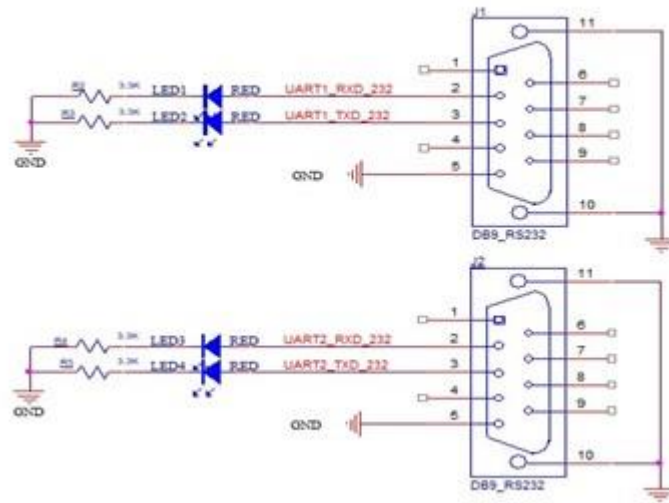 J1
11
1
6
3.3K LED1 RED UART1_RXD_232 2
7
3.3K LED2 RED UART1_TXD_232 3
8
4
9
GND
GND 5
10
DB9_RS232
J2
11
1
6
R4 3.3K LED3 RED UART2_RXD_232 2
7
3.3K LED4 RED UART2_TXD_232 3
8
4
9
GND
GND 5
10
DB9_RS232